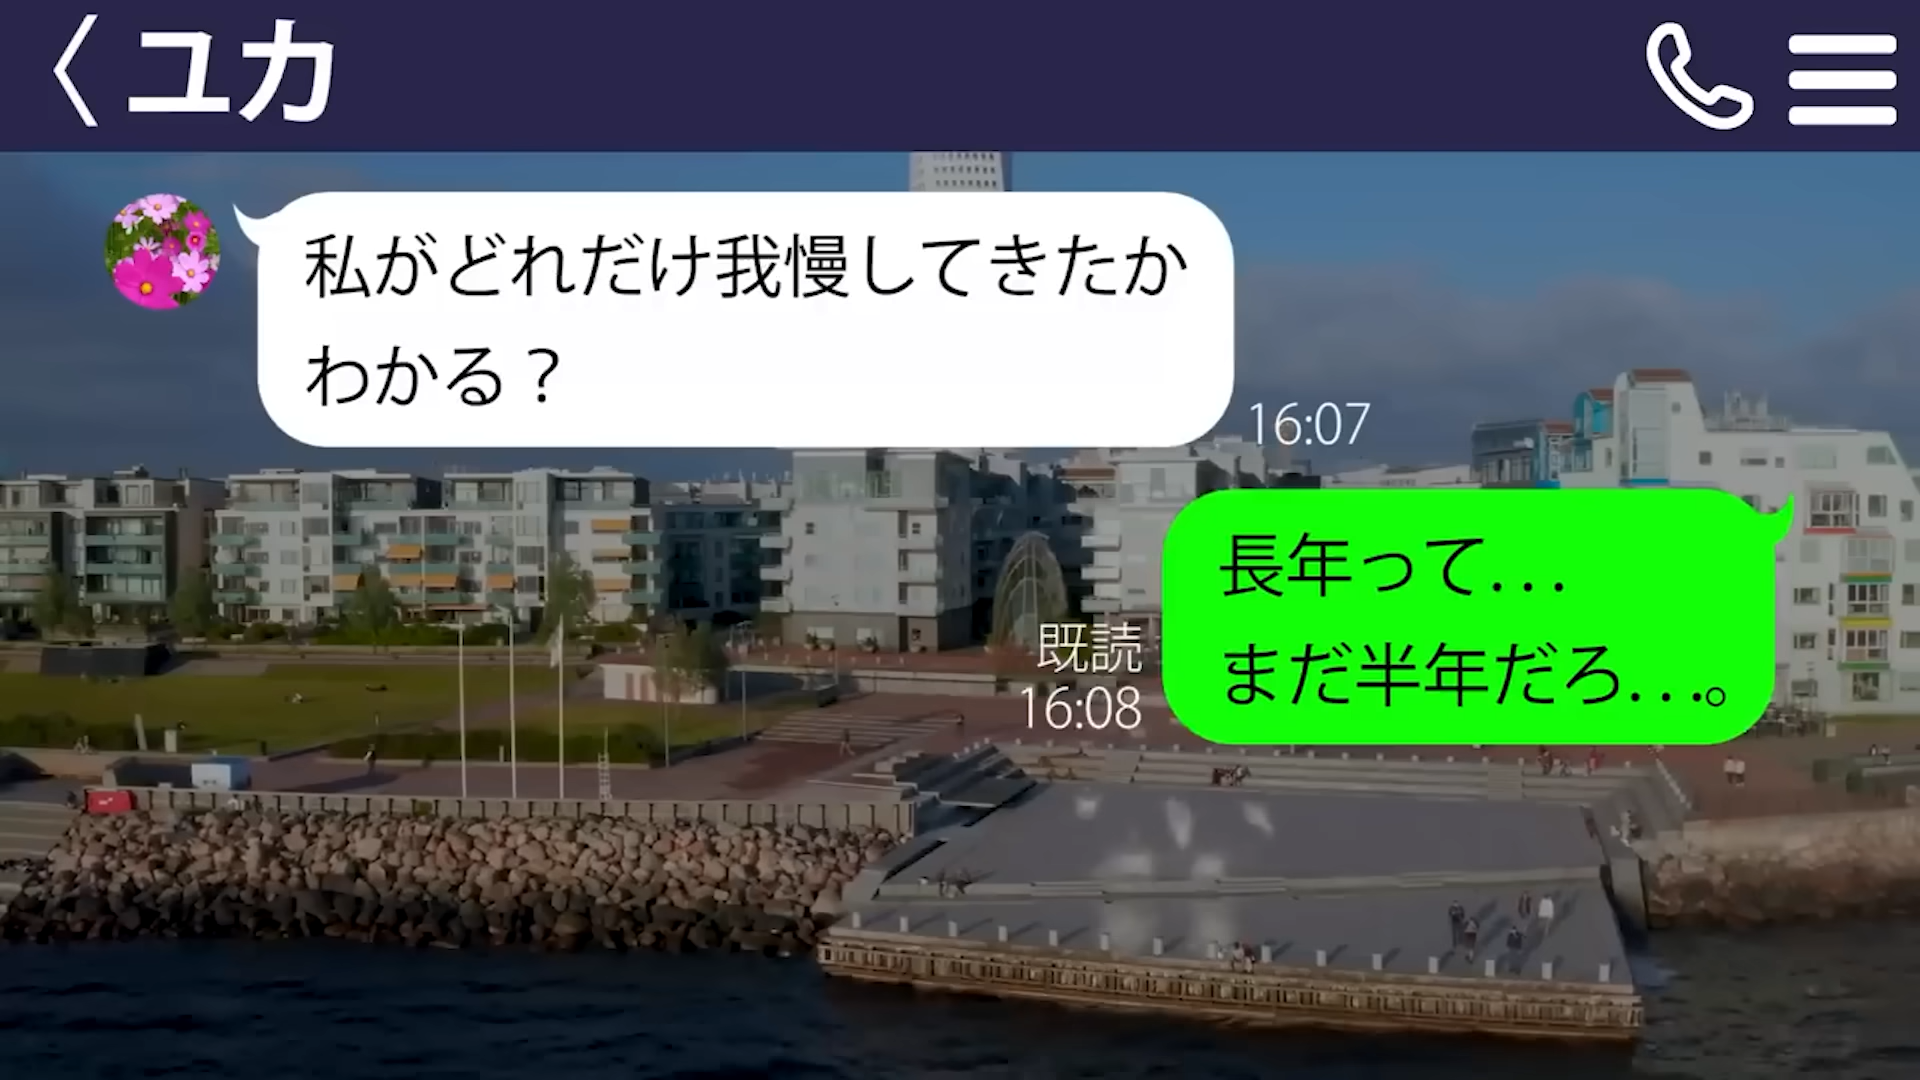 ユカ
私がどれだけ我慢してきたか
わかる？
16:07
長年って...
まだ半年だろ...。
既読
16:08